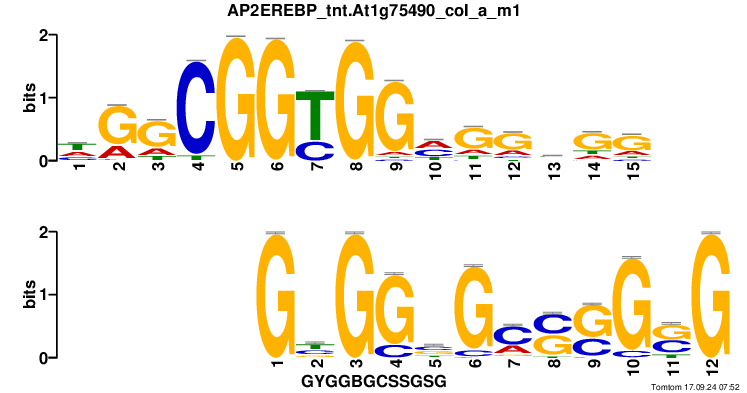 AP2EREBP_tnt.At1g75490_col_a_m1
2
1
0
bits
T A C G A G A G T C G G T C G G A A C G A G A G A G
1 2 3 4 5 6 7 8 9 10 11 12 13 14 15
2
1
0
bits
G T C G G C G C C A C G G C G C G C T G
1 2 3 4 5 6 7 8 9 10 11 12
GYGGBGCSSGSG
Tomtom 17.09.24 07:52